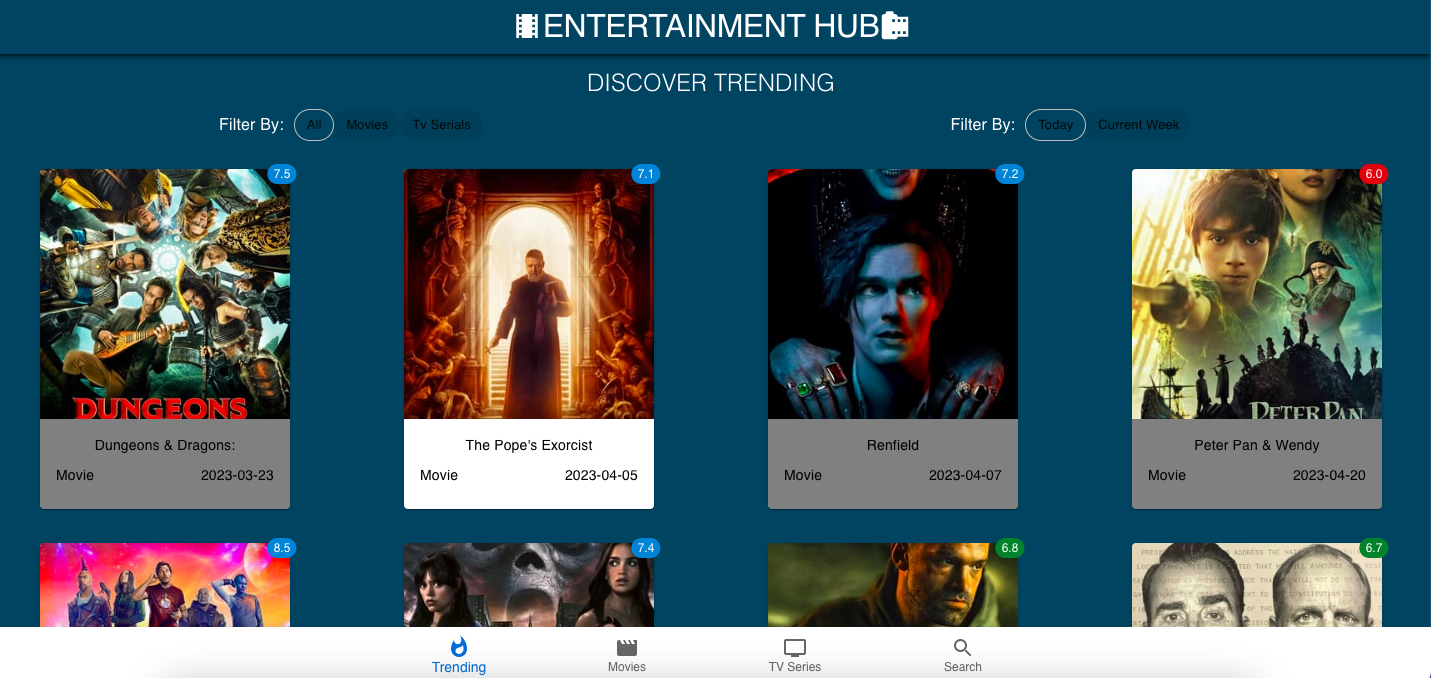 ENTERTAINMENT HUB
DISCOVER TRENDING
Filter By: All Movies Tv Serials
Filter By: Today Current Week
7.5
7.1
7.2
6.0
DUNGEONS
PETER PAN
Dungeons & Dragons:
Movie 2023-03-23
The Pope's Exorcist
Movie 2023-04-05
Renfield
Movie 2023-04-07
Peter Pan & Wendy
Movie 2023-04-20
8.5
7.4
6.8
6.7
Trending
Movies
TV Series
Search